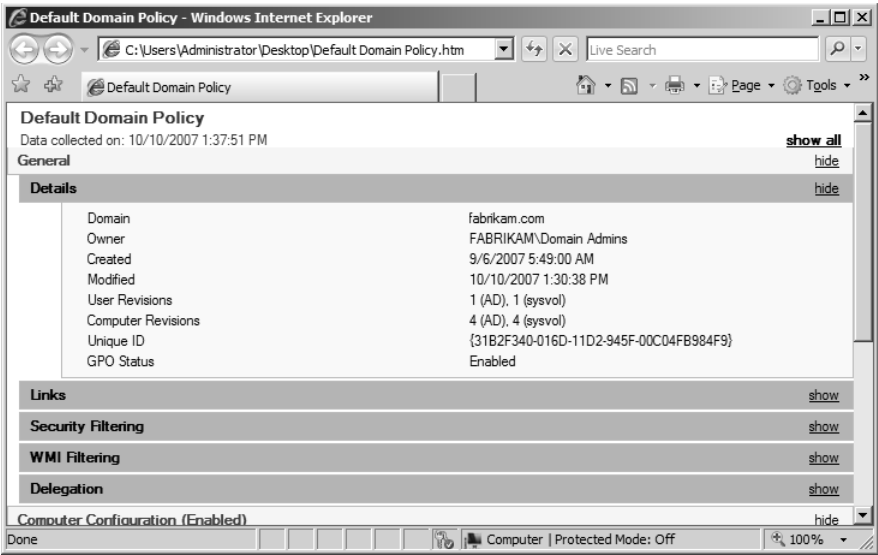 Default Domain Policy - Windows Internet Explorer
C:\Users\Administrator\Desktop\Default Domain Policy.htm
Live Search
Default Domain Policy
Page
Tools
Default Domain Policy
Data collected on: 10/10/2007 1:37:51 PM
show all
General hide
Details hide
Domain fabrikam.com
Owner FABRIKAM\Domain Admins
Created 9/6/2007 5:49:00 AM
Modified 10/10/2007 1:30:38 PM
User Revisions 1 (AD), 1 (sysvol)
Computer Revisions 4 (AD), 4 (sysvol)
Unique ID {31B2F340-016D-11D2-945F-00C04FB984F9}
GPO Status Enabled
Links show
Security Filtering show
WMI Filtering show
Delegation show
Computer Configuration (Enabled) hide
Done Computer | Protected Mode: Off 100%